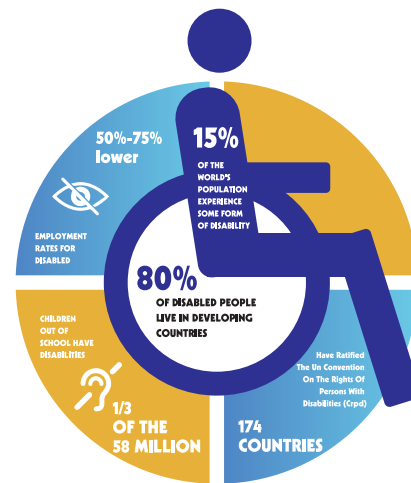 50%-75%
lower
EMPLOYMENT
RATES FOR
DISABLED
15%
OF THE
WORLD'S
POPULATION
EXPERIENCE
SOME FORM
OF DISABILITY
80%
OF DISABLED PEOPLE
LIVE IN DEVELOPING
COUNTRIES
CHILDREN
OUT OF
SCHOOL HAVE
DISABILITIES
1/3
OF THE
58 MILLION
Have Ratified
The Un Convention
On The Rights Of
Persons With
Disabilities (Crpd)
174
COUNTRIES